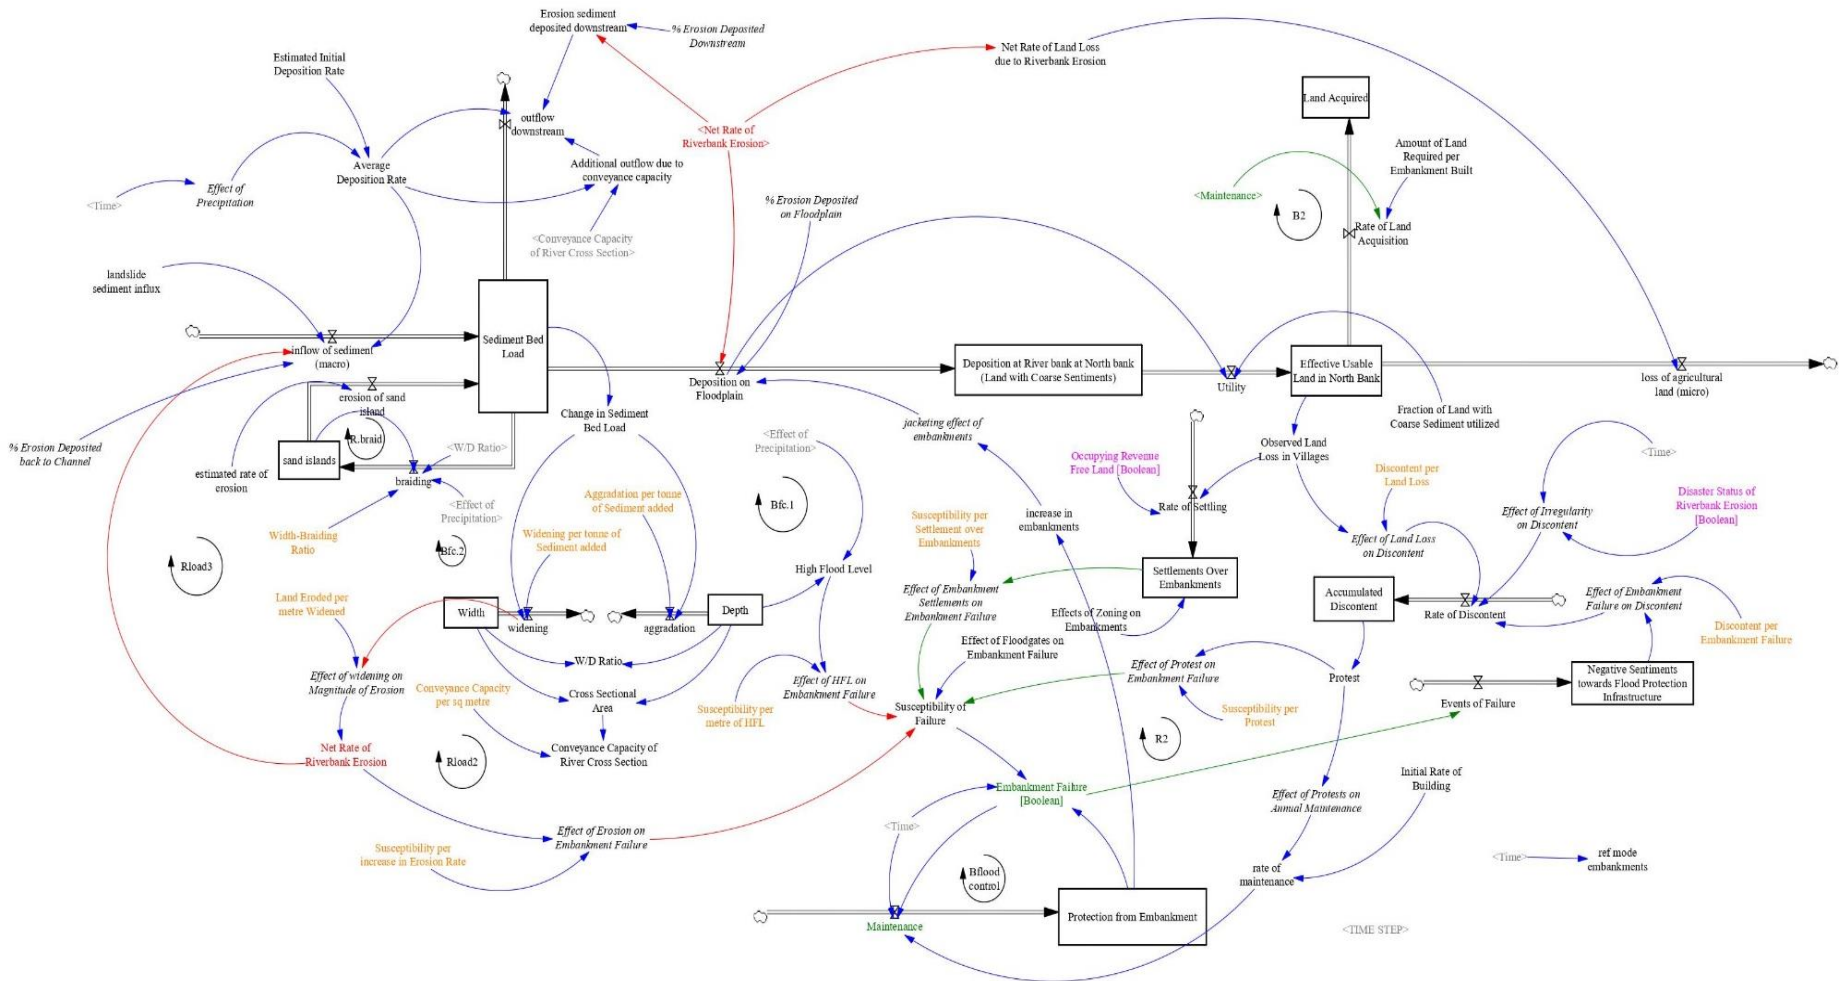 Erosion sediment
deposited downstream
% Erosion Deposited
Downstream
Net Rate of Land Loss
due to Riverbank Erosion
Estimated Initial
Deposition Rate
Land Acquired
outflow
downstream
<Net Rate of
Riverbank Erosion>
Average
Deposition Rate
Additional outflow due to
conveyance capacity
Amount of Land
Required per
Embankment Built
<Time>
Effect of
Precipitation
% Erosion Deposited
on Floodplain
<Maintenance>
B2
Rate of Land
Acquisition
<Conveyance Capacity
of River Cross Section>
landslide
sediment influx
Sediment Bed
Load
inflow of sediment
(macro)
Deposition on
Floodplain
Deposition at River bank at North bank
(Land with Coarse Sentiments)
Utility
Effective Usable
Land in North Bank
loss of agricultural
land (micro)
erosion of sand
island
Change in Sediment
Bed Load
jacketing effect of
embankments
Fraction of Land with
Coarse Sediment utilized
% Erosion Deposited
back to Channel
R.braid
sand islands
<W/D Ratio>
<Effect of
Precipitation>
Observed Land
Loss in Villages
<Time>
estimated rate of
erosion
braiding
Occupying Revenue
Free Land [Boolean]
Discontent per
Land Loss
<Effect of
Precipitation>
Aggradation per tonne
of Sediment added
Bfc.1
increase in
embankments
Rate of Settling
Disaster Status of
Riverbank Erosion
[Boolean]
Width-Braiding
Ratio
Bfc.2
Widening per tonne of
Sediment added
Susceptibility per
Settlement over
Embankments
Effect of Irregularity
on Discontent
Effect of Land Loss
on Discontent
Rload3
High Flood Level
Settlements Over
Embankments
Land Eroded per
metre Widened
Width
widening
aggradation
Depth
Effect of Embankment
Settlements on
Embankment Failure
Effects of Zoning on
Embankments
Accumulated
Discontent
Rate of Discontent
Effect of Embankment
Failure on Discontent
Discontent per
Embankment Failure
W/D Ratio
Effect of Floodgates on
Embankment Failure
Effect of widening on
Magnitude of Erosion
Conveyance Capacity
per sq metre
Cross Sectional
Area
Effect of HFL on
Embankment Failure
Effect of Protest on
Embankment Failure
Protest
Negative Sentiments
towards Flood Protection
Infrastructure
Susceptibility per
metre of HFL
Susceptibility of
Failure
Susceptibility per
Protest
Events of Failure
Net Rate of
Riverbank Erosion
Rload2
Conveyance Capacity of
River Cross Section
R2
Embankment Failure
[Boolean]
Effect of Protests on
Annual Maintenance
Initial Rate of
Building
<Time>
Effect of Erosion on
Embankment Failure
Susceptibility per
increase in Erosion Rate
Bflood
control
rate of
maintenance
<Time>
ref mode
embankments
Maintenance
Protection from Embankment
<TIME STEP>